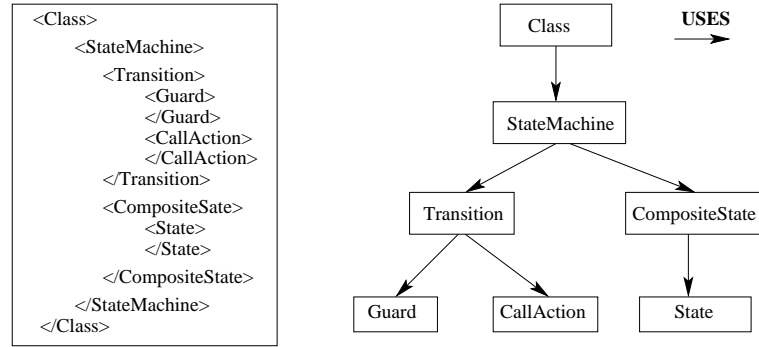 <Class>
<StateMachine>
<Transition>
<Guard>
</Guard>
<CallAction>
</CallAction>
</Transition>
<CompositeSate>
<State>
</State>
</CompositeState>
</StateMachine>
</Class>
USES
Class
StateMachine
Transition
CompositeState
Guard
CallAction
State